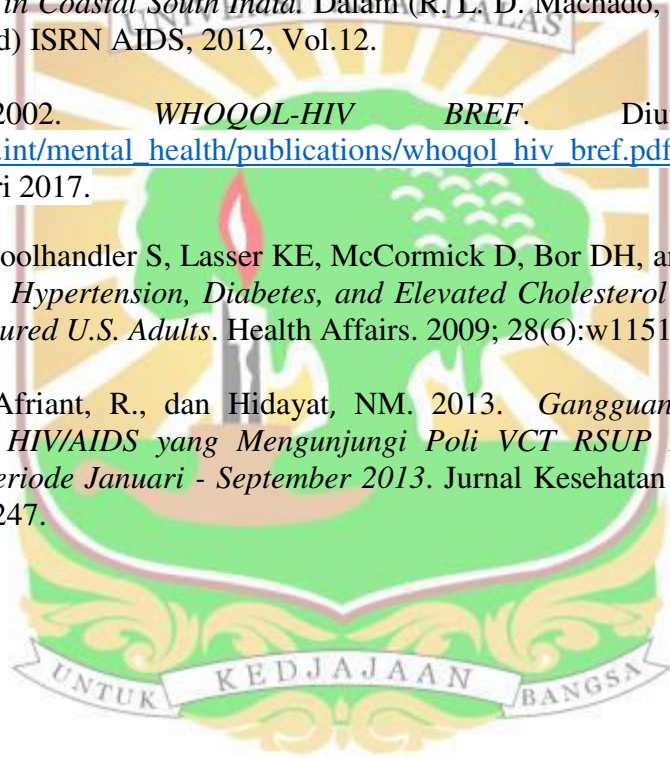 in Coastal South India. Dalam (R. L. D. Machado,
d) ISRN AIDS, 2012, Vol.12.
2002. WHOQOL-HIV BREF. Diu
.int/mental_health/publications/whoqol_hiv_bref.pdf
ri 2017.
oolhandler S, Lasser KE, McCormick D, Bor DH, an
Hypertension, Diabetes, and Elevated Cholesterol
ured U.S. Adults. Health Affairs. 2009; 28(6):w1151
Afriant, R., dan Hidayat, NM. 2013. Gangguan
HIV/AIDS yang Mengunjungi Poli VCT RSUP
eriode Januari - September 2013. Jurnal Kesehatan
247.
UNTUK KEDJAJAAN BANGSA